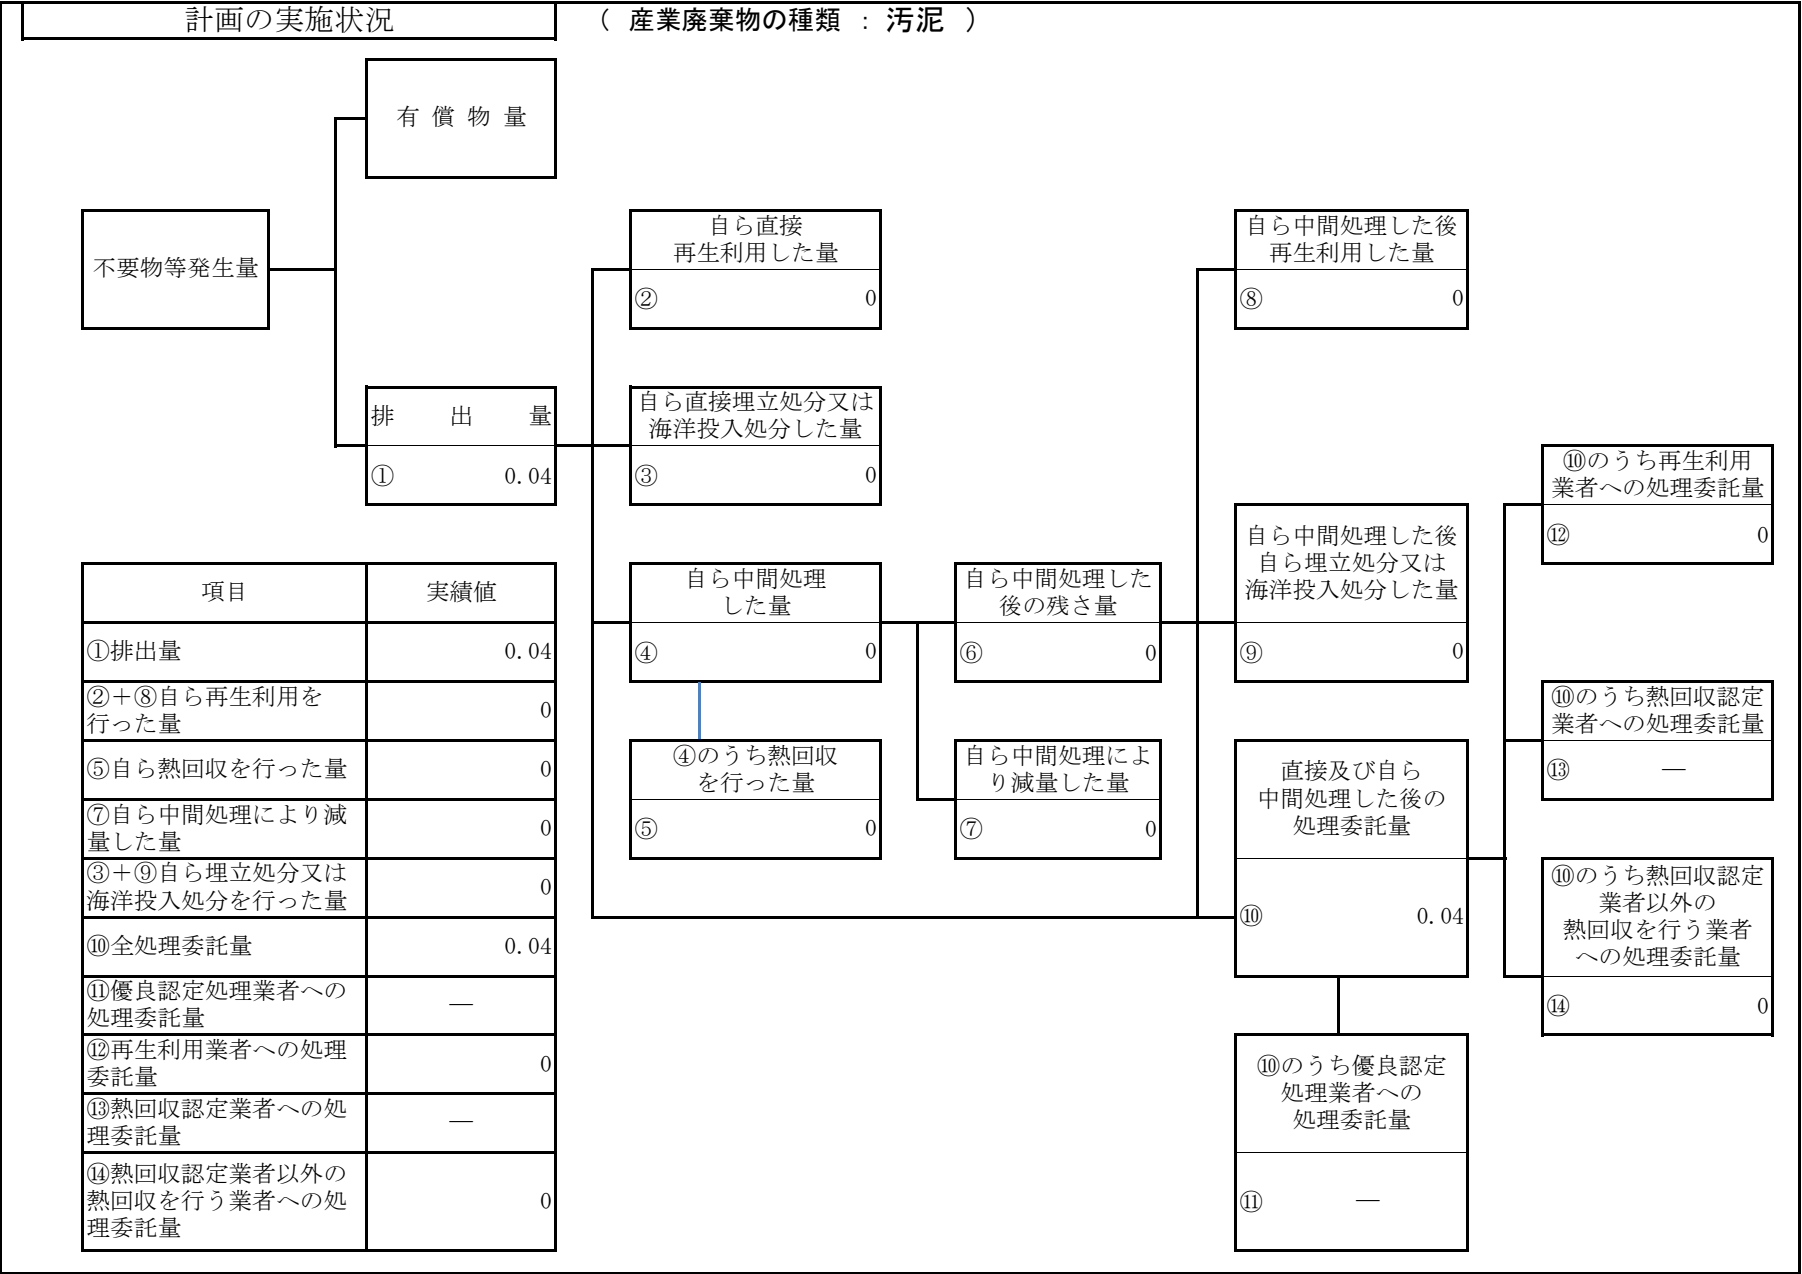 計画の実施状況
（ 産業廃棄物の種類 ： 汚泥 ）
有 償 物 量
不要物等発生量
排 出 量
① 0.04
自ら直接
再生利用した量
② 0
自ら直接埋立処分又は
海洋投入処分した量
③ 0
自ら中間処理
した量
④ 0
④のうち熱回収
を行った量
⑤ 0
自ら中間処理した
後の残さ量
⑥ 0
自ら中間処理によ
り減量した量
⑦ 0
自ら中間処理した後
再生利用した量
⑧ 0
自ら中間処理した後
自ら埋立処分又は
海洋投入処分した量
⑨ 0
直接及び自ら
中間処理した後の
処理委託量
⑩ 0.04
⑩のうち優良認定
処理業者への
処理委託量
⑪ ―
⑩のうち再生利用
業者への処理委託量
⑫ 0
⑩のうち熱回収認定
業者への処理委託量
⑬ ―
⑩のうち熱回収認定
業者以外の
熱回収を行う業者
への処理委託量
⑭ 0
項目 実績値
①排出量 0.04
②＋⑧自ら再生利用を
行った量 0
⑤自ら熱回収を行った量 0
⑦自ら中間処理により減
量した量 0
③＋⑨自ら埋立処分又は
海洋投入処分を行った量 0
⑩全処理委託量 0.04
⑪優良認定処理業者への
処理委託量 ―
⑫再生利用業者への処理
委託量 0
⑬熱回収認定業者への処
理委託量 ―
⑭熱回収認定業者以外の
熱回収を行う業者への処
理委託量 0